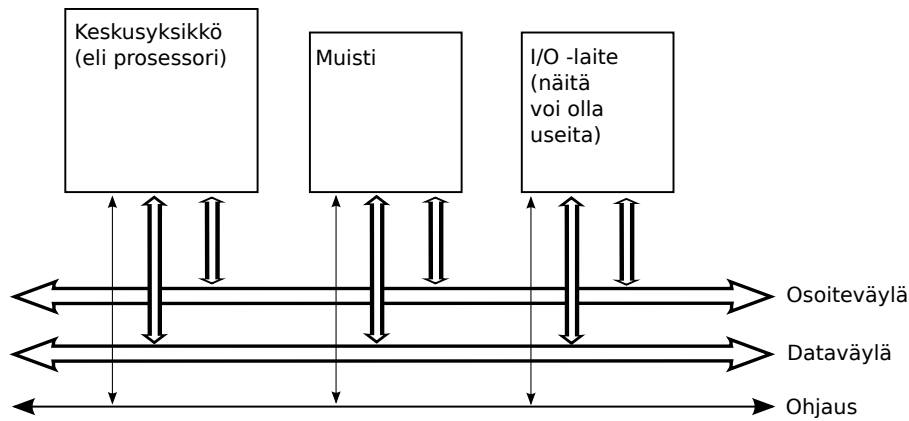 Keskusyksikkö
(eli prosessori)
Muisti
I/O -laite
(näitä
voi olla
useita)
Osoiteväylä
Dataväylä
Ohjaus